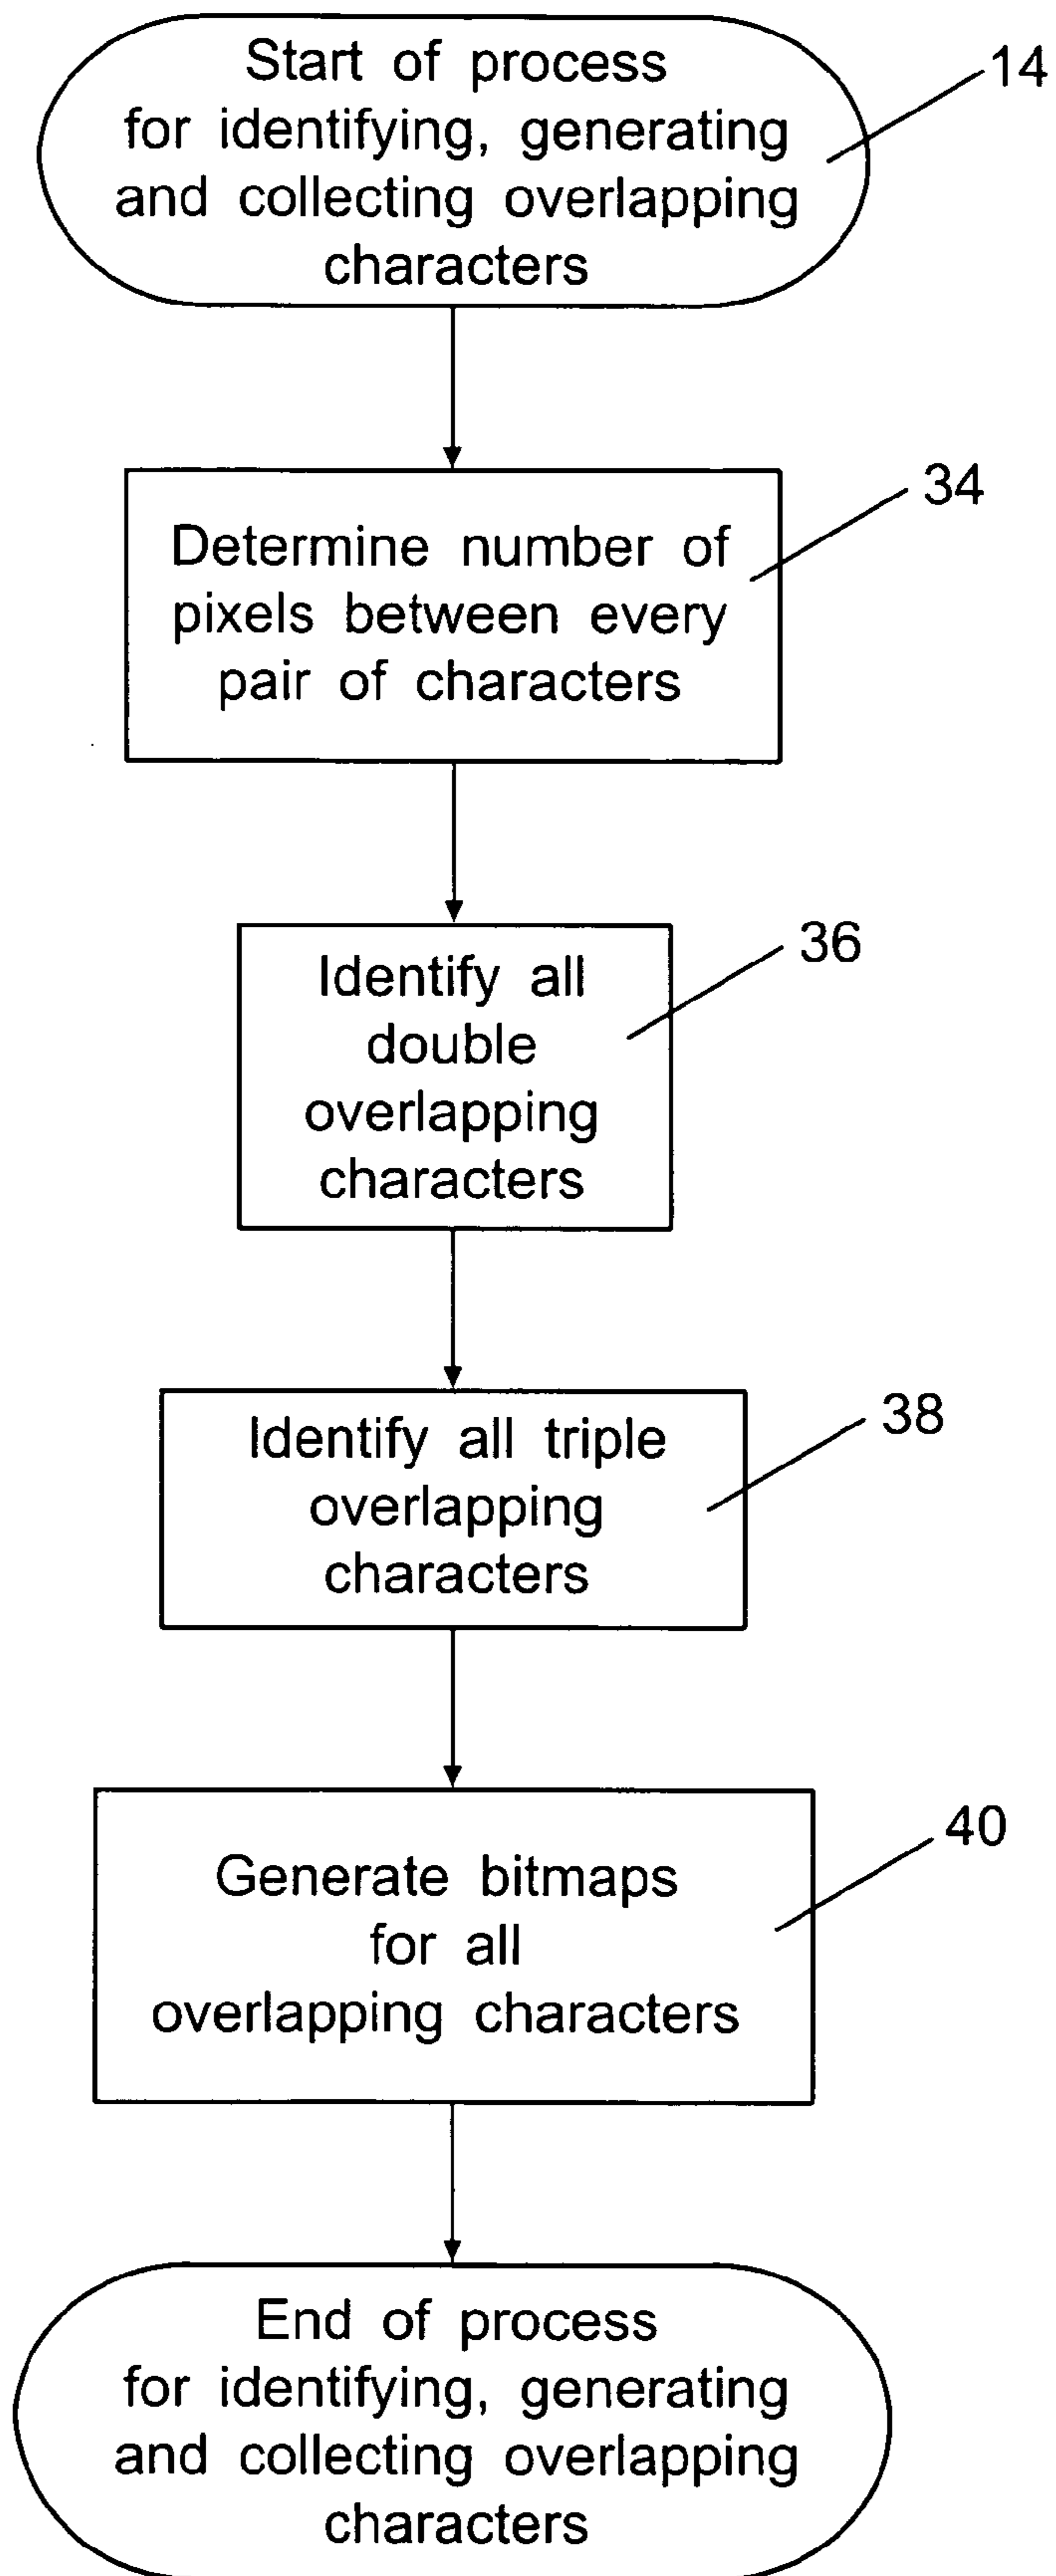 Start of process
for identifying, generating
and collecting overlapping
characters
14
Determine number of
pixels between every
pair of characters
34
Identify all
double
overlapping
characters
36
Identify all triple
overlapping
characters
38
Generate bitmaps
for all
overlapping characters
40
End of process
for identifying, generating
and collecting overlapping
characters